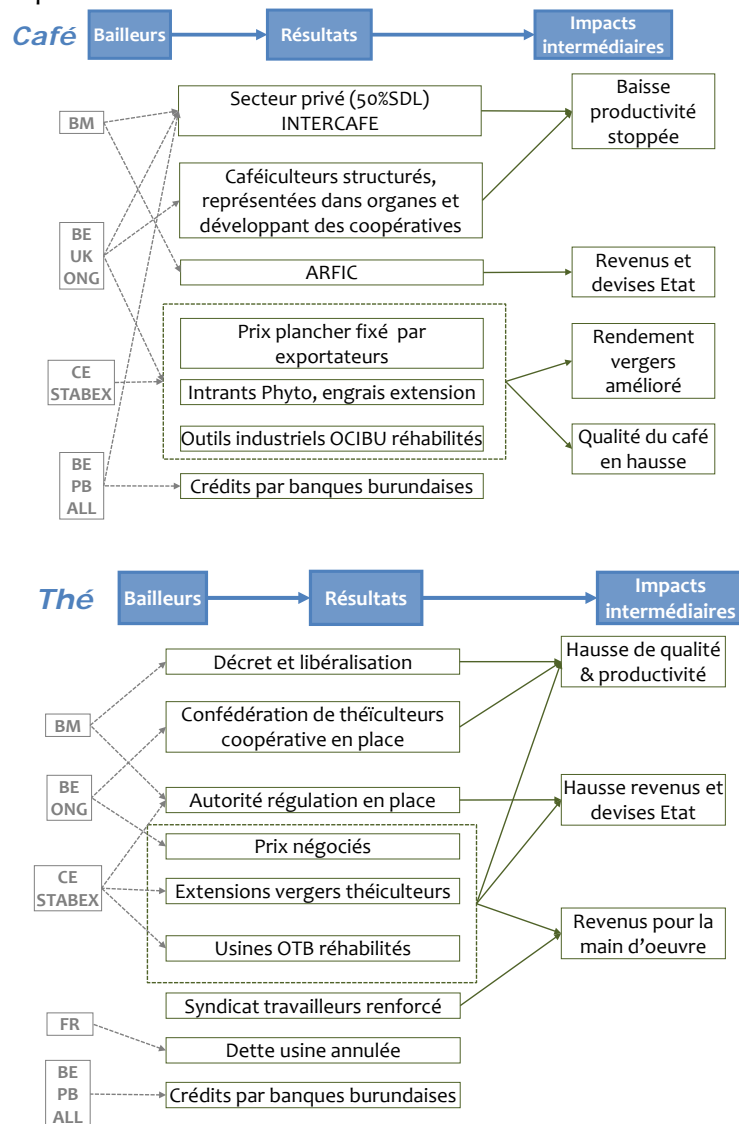 Café
Bailleurs
Résultats
Impacts
intermédiaires
BM
BE
UK
ONG
CE
STABEX
BE
PB
ALL
Secteur privé (50%SDL)
INTERCAFE
Caféiculteurs structurés,
représentées dans organes et
développant des coopératives
ARFIC
Prix plancher fixé par
exportateurs
Intrants Phyto, engrais extension
Outils industriels OCIBU réhabilités
Crédits par banques burundaises
Baisse
productivité
stoppée
Revenus et
devises Etat
Rendement
vergers
amélioré
Qualité du café
en hausse
Thé
Bailleurs
Résultats
Impacts
intermédiaires
BM
BE
ONG
CE
STABEX
FR
BE
PB
ALL
Décret et libéralisation
Confédération de théïculteurs
coopérative en place
Autorité régulation en place
Prix négociés
Extensions vergers théiculteurs
Usines OTB réhabilités
Syndicat travailleurs renforcé
Dette usine annulée
Crédits par banques burundaises
Hausse de qualité
& productivité
Hausse revenus et
devises Etat
Revenus pour la
main d'oeuvre